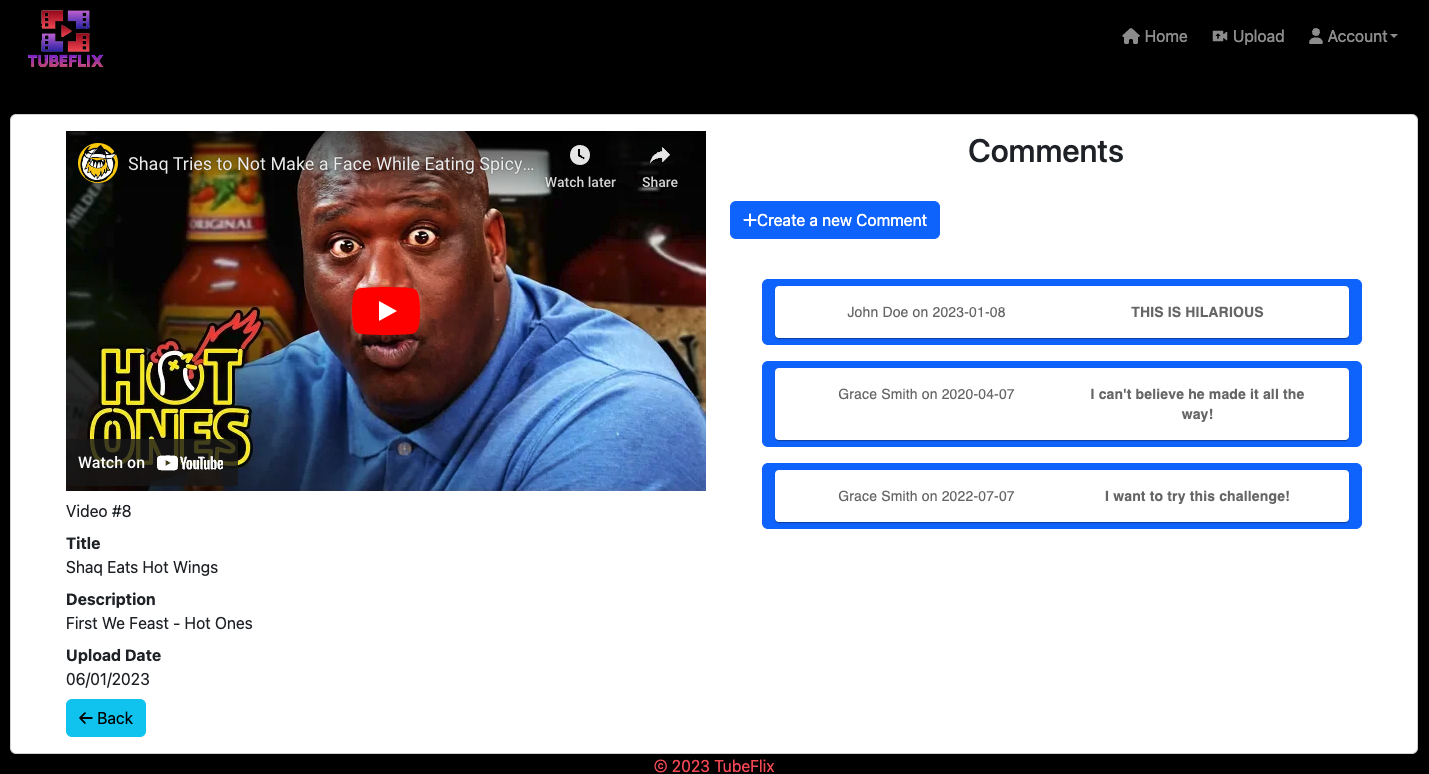 TUBEFLIX
Home
Upload
Account
Shaq Tries to Not Make a Face While Eating Spicy…
Watch later
Share
ORIGINAL
HOT
ONES
Watch on YouTube
Video #8
Title
Shaq Eats Hot Wings
Description
First We Feast - Hot Ones
Upload Date
06/01/2023
Back
Comments
+Create a new Comment
John Doe on 2023-01-08
THIS IS HILARIOUS
Grace Smith on 2020-04-07
I can't believe he made it all the
way!
Grace Smith on 2022-07-07
I want to try this challenge!
© 2023 TubeFlix